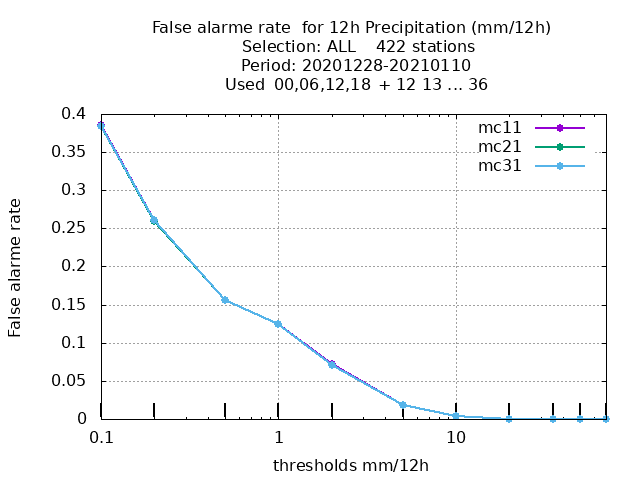 False alarme rate  for 12h Precipitation (mm/12h)
Selection: ALL    422 stations
Period: 20201228-20210110
Used  00,06,12,18  + 12 13 ... 36
0.4
0.35
0.3
0.25
0.2
0.15
0.1
0.05
0
False alarme rate
mc11
mc21
mc31
0.1
1
10
thresholds mm/12h